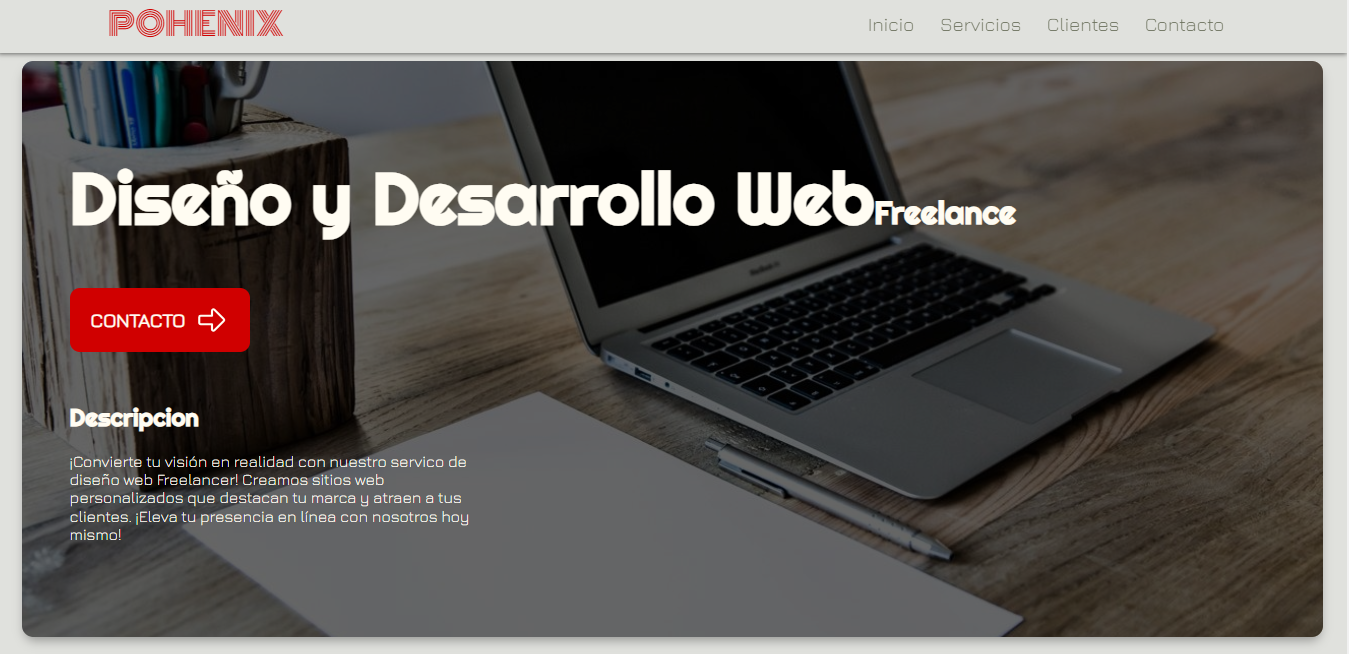 POHENIX
Inicio Servicios Clientes Contacto
Diseño y Desarrollo Web Freelance
CONTACTO
Descripcion
¡Convierte tu visión en realidad con nuestro servico de
diseño web Freelancer! Creamos sitios web
personalizados que destacan tu marca y atraen a tus
clientes. ¡Eleva tu presencia en línea con nosotros hoy
mismo!